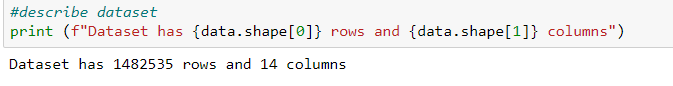 #describe dataset
print (f"Dataset has {data.shape[0]} rows and {data.shape[1]} columns")
Dataset has 1482535 rows and 14 columns